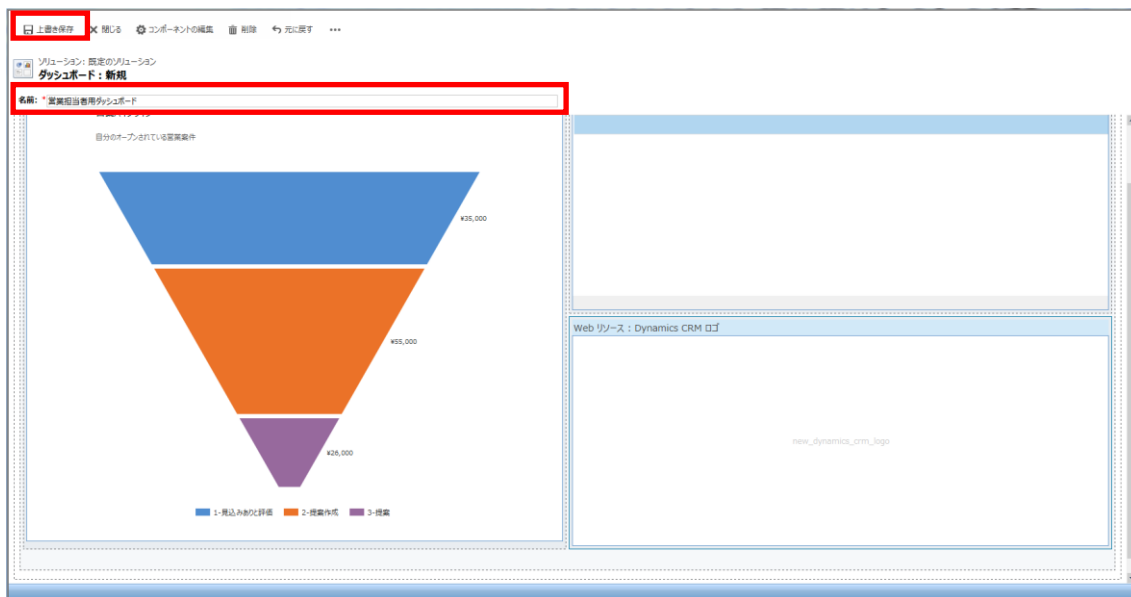 上書き保存 閉じる コンポーネントの編集 削除 元に戻す •••
ソリューション: 既定のソリューション
ダッシュボード : 新規
名前: * 営業担当者用ダッシュボード
自分のオープンされている営業案件
¥35,000
¥55,000
¥26,000
1-見込みありと評価 2-提案作成 3-提案
Web リソース : Dynamics CRM ロゴ
new_dynamics_crm_logo